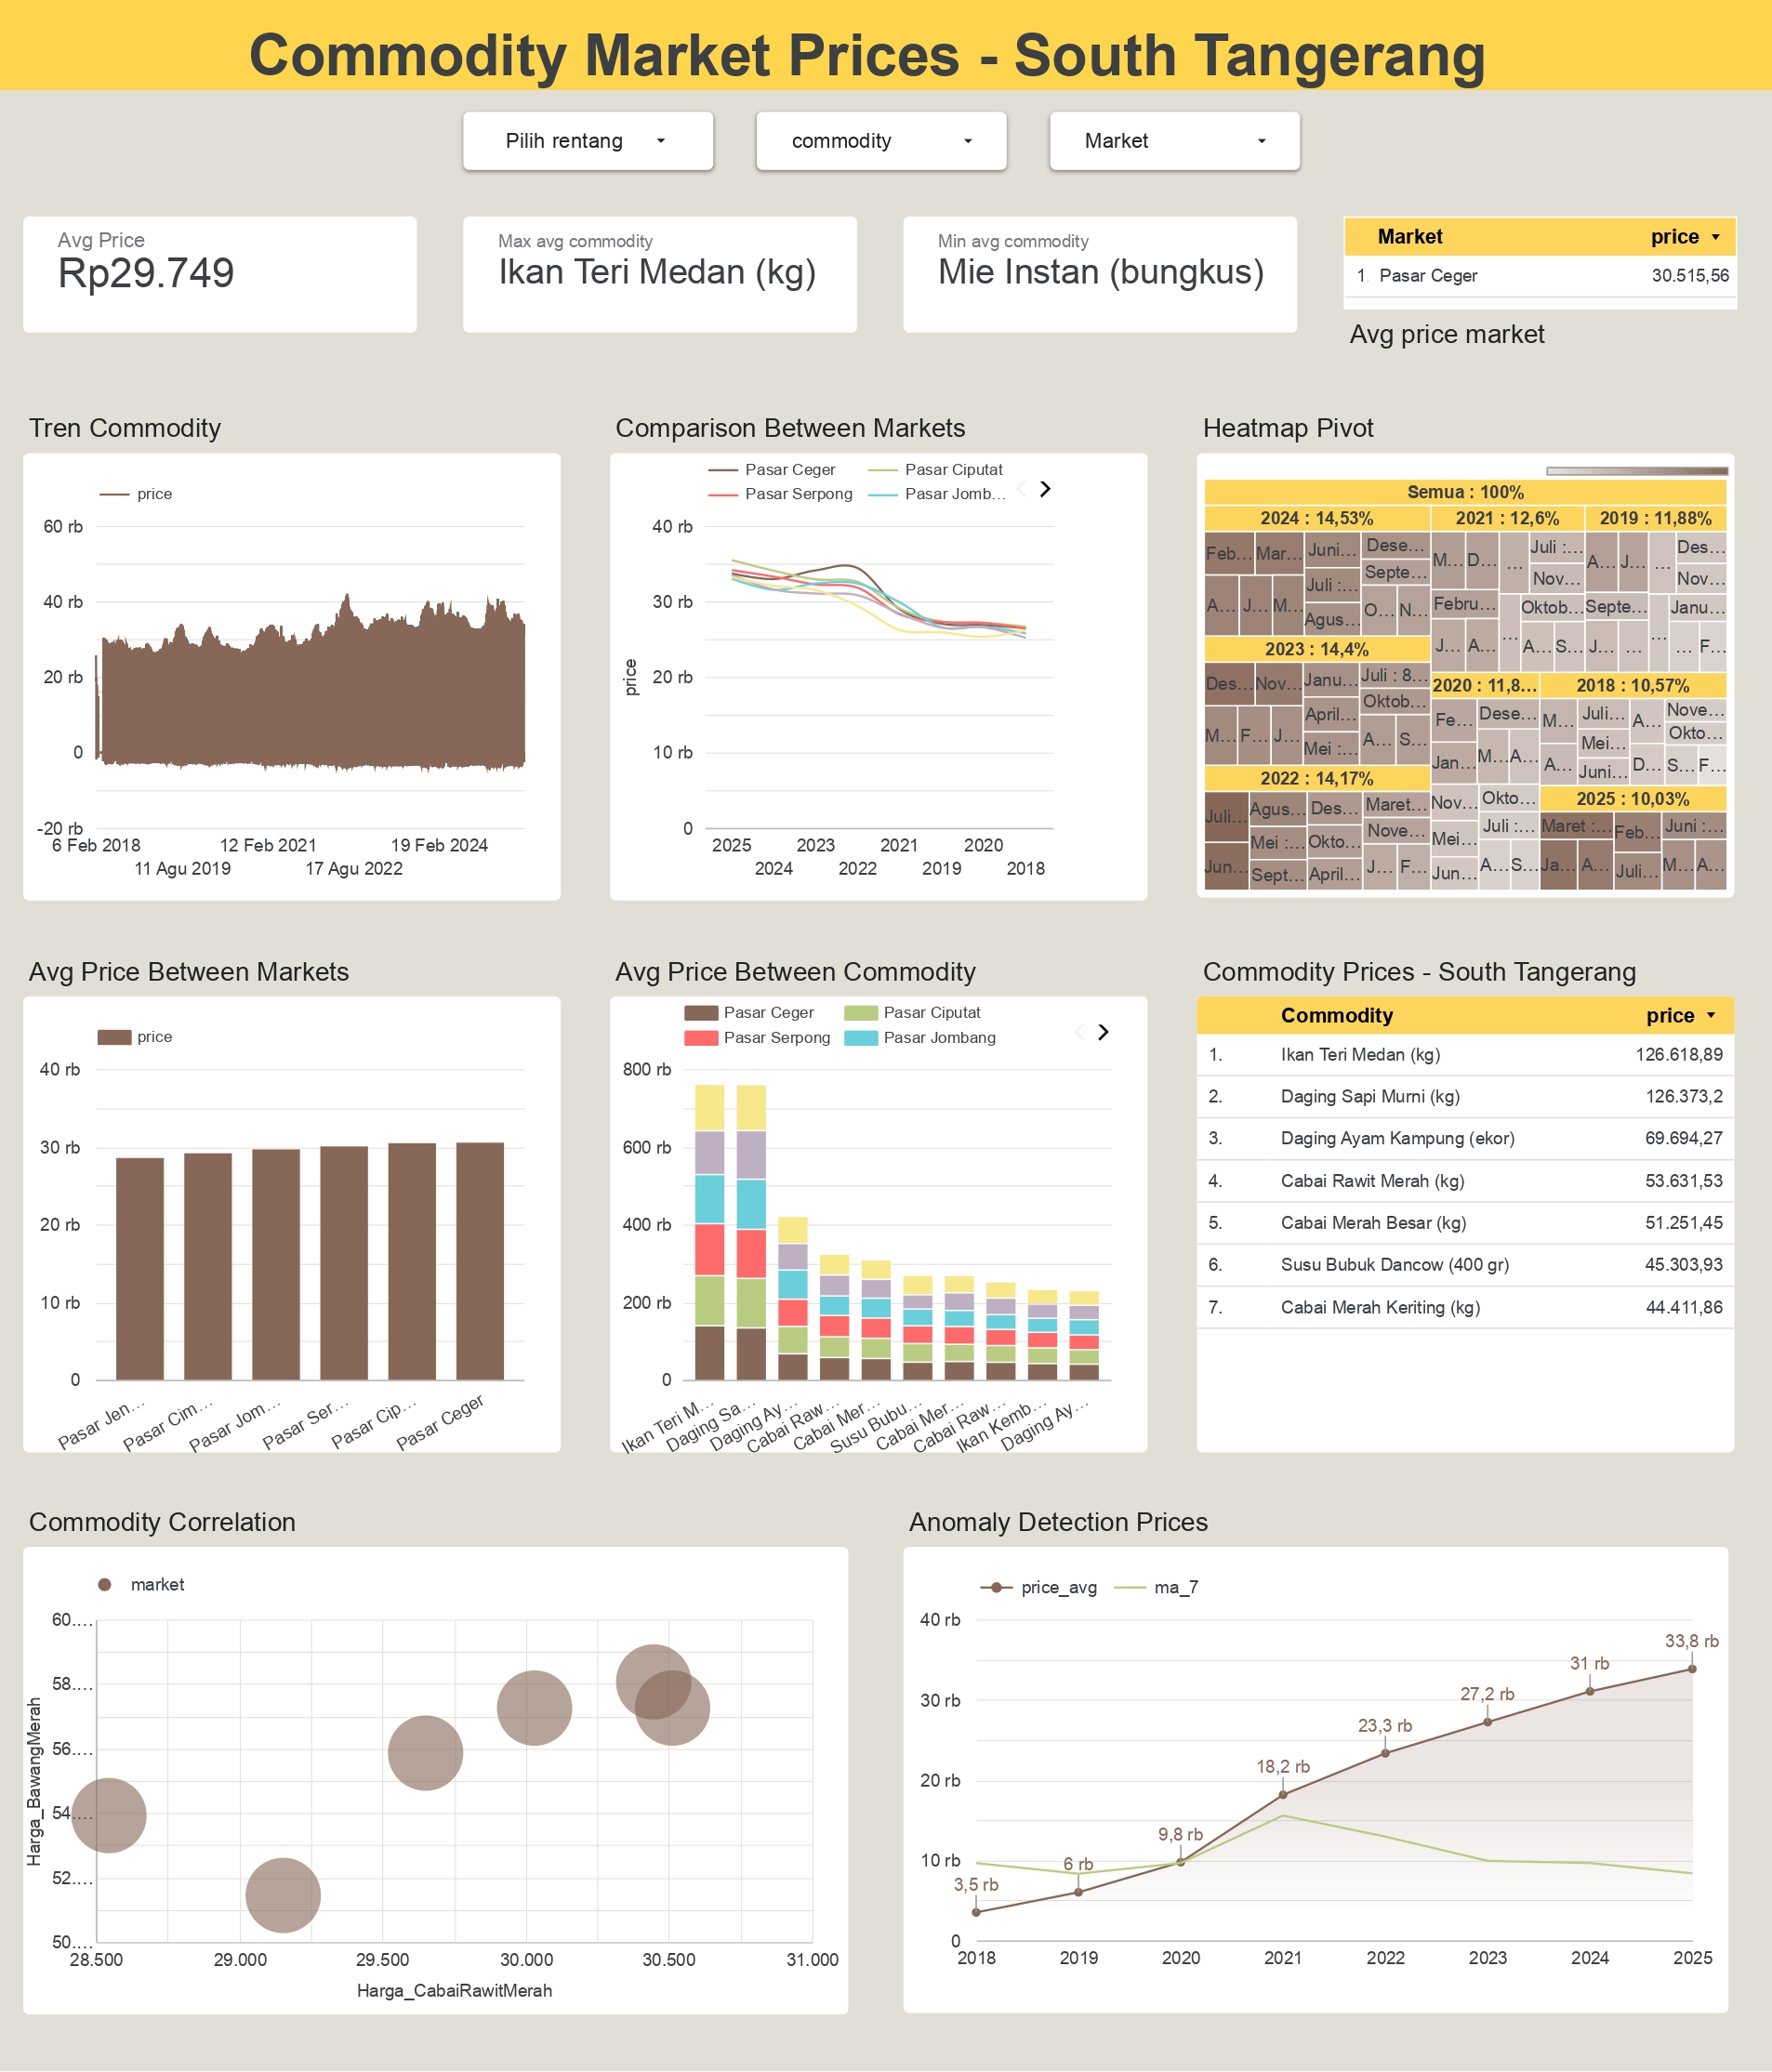 Commodity Market Prices - South Tangerang
Pilih rentang
commodity
Market
Avg Price
Rp29.749
Max avg commodity
Ikan Teri Medan (kg)
Min avg commodity
Mie Instan (bungkus)
Market price
1. Pasar Ceger 30.515,56
Avg price market
Tren Commodity
price
60 rb
40 rb
20 rb
0
-20 rb
6 Feb 2018 12 Feb 2021 19 Feb 2024
11 Agu 2019 17 Agu 2022
Comparison Between Markets
Pasar Ceger Pasar Ciputat
Pasar Serpong Pasar Jomb...
40 rb
30 rb
20 rb
10 rb
0
price
2025 2023 2021 2020
2024 2022 2019 2018
Heatmap Pivot
Semua : 100%
2024 : 14,53%
Feb... Mar... Juni... Dese...
Juli :... Septe...
A... J... M... Agus... O... N...
2023 : 14,4%
Des... Nov... Janu... Juli : 8...
April... Oktob...
M... F... J... Mei :... A... S...
2022 : 14,17%
Juli... Agus... Des... Maret...
Mei :... Okto... Nove...
Jun... Sept... April... J... F...
2021 : 12,6%
M... D... ... Juli :...
Nov...
Febru... Oktob...
J... A... ... A... S...
2019 : 11,88%
A... J... ... Des...
Nov...
Septe... Janu...
J... ... ... ... F...
2020 : 11,8...
Fe... Dese...
Jan... M... A...
Nov... Okto...
Mei... Juli :...
Jun... A... S...
2018 : 10,57%
M... Juli... A... Nove...
Mei... Okto...
A... Juni... D... S... F...
2025 : 10,03%
Maret :... Feb... Juni :...
Ja... A... Juli... M... A...
Avg Price Between Markets
price
40 rb
30 rb
20 rb
10 rb
0
Pasar Jen... Pasar Cim... Pasar Jom... Pasar Ser... Pasar Cip... Pasar Ceger
Avg Price Between Commodity
Pasar Ceger Pasar Ciputat
Pasar Serpong Pasar Jombang
800 rb
600 rb
400 rb
200 rb
0
Ikan Teri M... Daging Sa... Daging Ay... Cabai Raw... Cabai Mer... Susu Bubu... Cabai Mer... Cabai Raw... Ikan Kemb... Daging Ay...
Commodity Prices - South Tangerang
Commodity price
1. Ikan Teri Medan (kg) 126.618,89
2. Daging Sapi Murni (kg) 126.373,2
3. Daging Ayam Kampung (ekor) 69.694,27
4. Cabai Rawit Merah (kg) 53.631,53
5. Cabai Merah Besar (kg) 51.251,45
6. Susu Bubuk Dancow (400 gr) 45.303,93
7. Cabai Merah Keriting (kg) 44.411,86
Commodity Correlation
market
60....
58....
56....
54....
52....
50....
Harga_BawangMerah
28.500 29.000 29.500 30.000 30.500 31.000
Harga_CabaiRawitMerah
Anomaly Detection Prices
price_avg ma_7
40 rb
30 rb
20 rb
10 rb
0
3,5 rb 6 rb 9,8 rb 18,2 rb 23,3 rb 27,2 rb 31 rb 33,8 rb
2018 2019 2020 2021 2022 2023 2024 2025